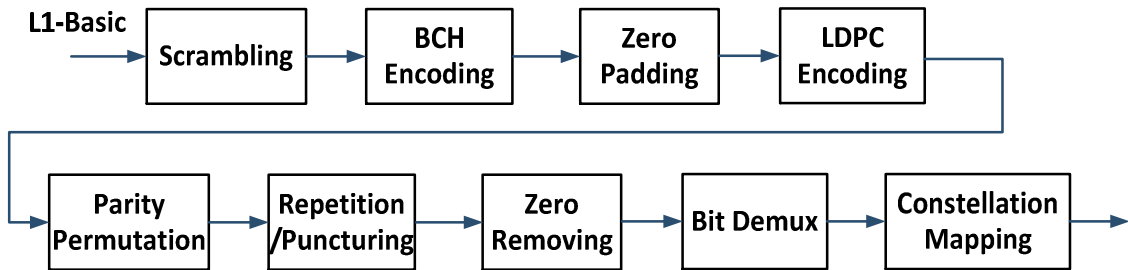 L1-Basic
Scrambling
BCH
Encoding
Zero
Padding
LDPC
Encoding
Parity
Permutation
Repetition
/Puncturing
Zero
Removing
Bit Demux
Constellation
Mapping